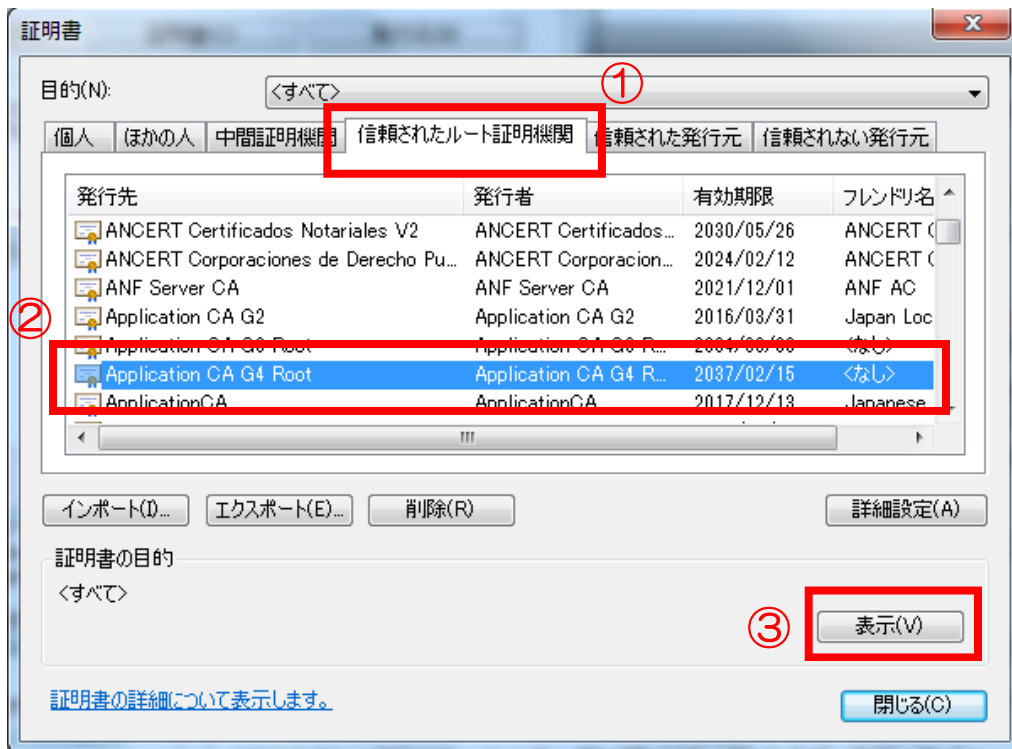 証明書
目的(N):
<すべて>
①
個人 ほかの人 中間証明機関 信頼されたルート証明機関 信頼された発行元 信頼されない発行元
発行先 発行者 有効期限 フレンドリ名
ANCERT Certificados Notariales V2 ANCERT Certificados... 2030/05/26 ANCERT C
ANCERT Corporaciones de Derecho Pu... ANCERT Corporacion... 2024/02/12 ANCERT C
ANF Server CA ANF Server CA 2021/12/01 ANF AC
②
Application CA G2 Application CA G2 2016/03/31 Japan Loc
Application CA G3 Root Application CA G3 R... <なし>
Application CA G4 Root Application CA G4 R... 2037/02/15 <なし>
ApplicationCA ApplicationCA 2017/12/13 Japanese
インポート(I)... エクスポート(E)... 削除(R) 詳細設定(A)
証明書の目的
<すべて>
③
表示(V)
証明書の詳細について表示します。
閉じる(C)